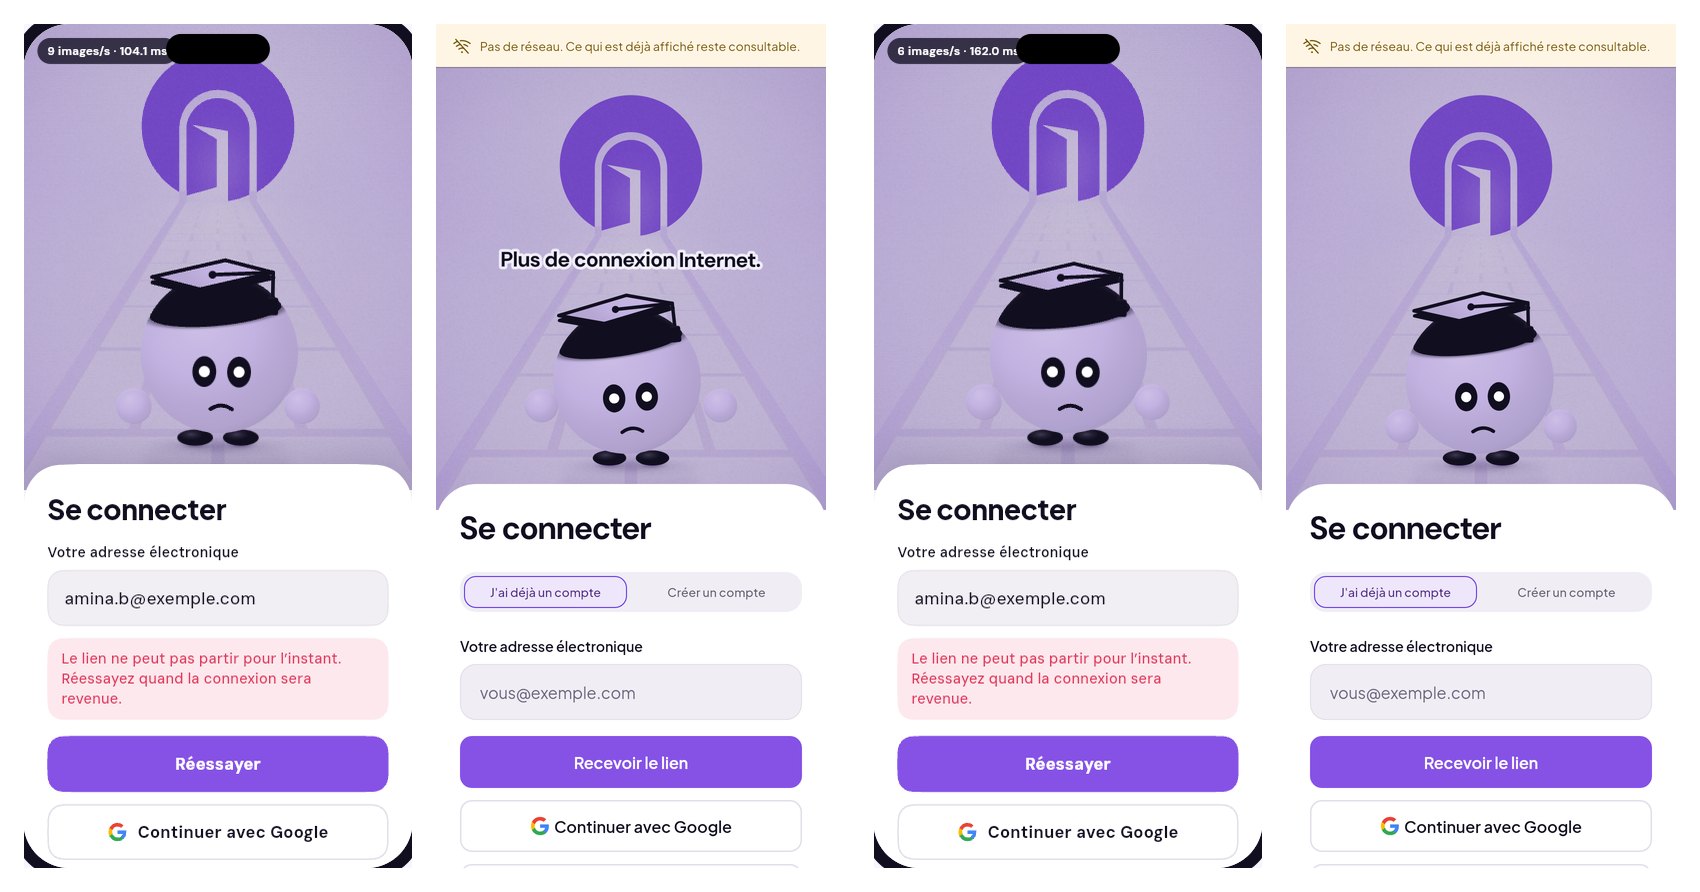 9 images/s · 104.1 ms
Se connecter
Votre adresse électronique
amina.b@exemple.com
Le lien ne peut pas partir pour l’instant.
Réessayez quand la connexion sera
revenue.
Réessayer
Continuer avec Google
Pas de réseau. Ce qui est déjà affiché reste consultable.
Plus de connexion Internet.
Se connecter
J'ai déjà un compte
Créer un compte
Votre adresse électronique
vous@exemple.com
Recevoir le lien
Continuer avec Google
6 images/s · 162.0 ms
Se connecter
Votre adresse électronique
amina.b@exemple.com
Le lien ne peut pas partir pour l’instant.
Réessayez quand la connexion sera
revenue.
Réessayer
Continuer avec Google
Pas de réseau. Ce qui est déjà affiché reste consultable.
Se connecter
J'ai déjà un compte
Créer un compte
Votre adresse électronique
vous@exemple.com
Recevoir le lien
Continuer avec Google